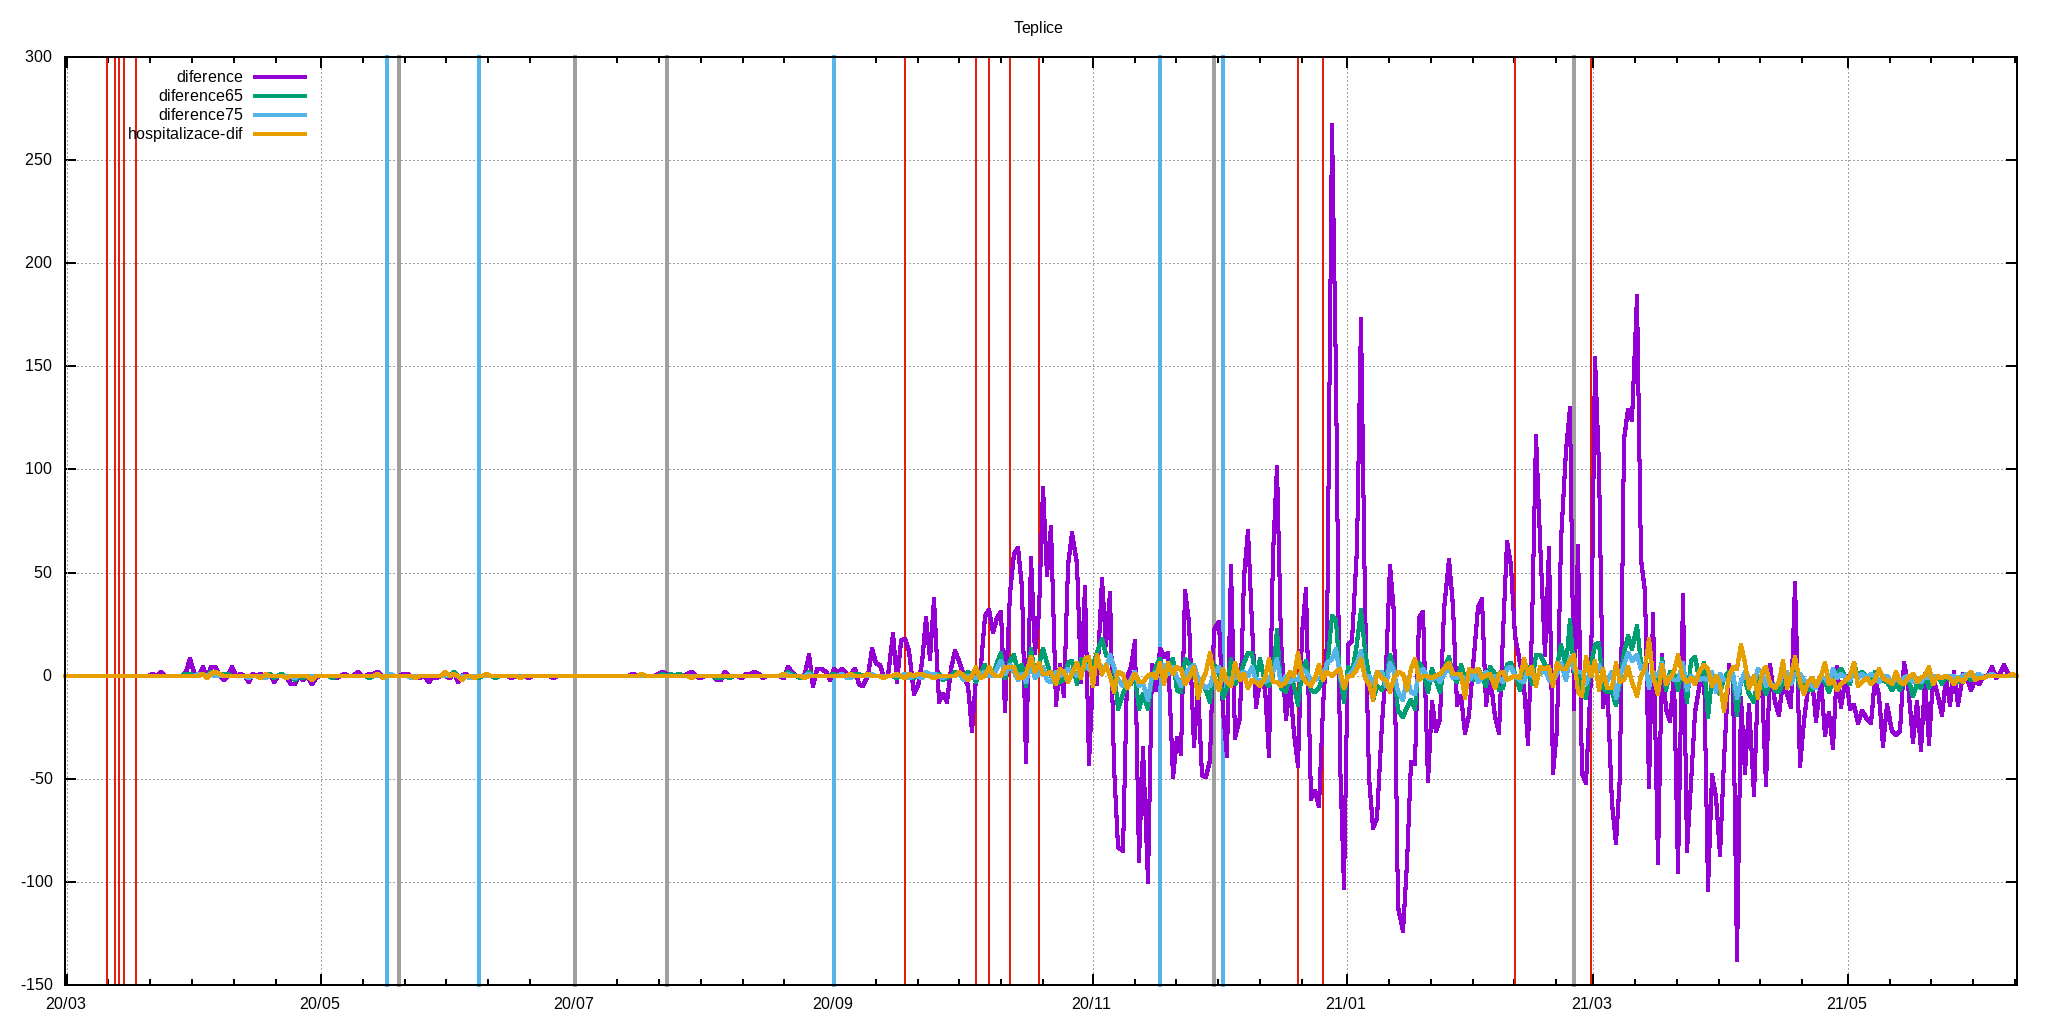 Teplice
300
250
200
150
100
50
0
-50
-100
-150
diference
diference65
diference75
hospitalizace-dif
20/03 20/05 20/07 20/09 20/11 21/01 21/03 21/05